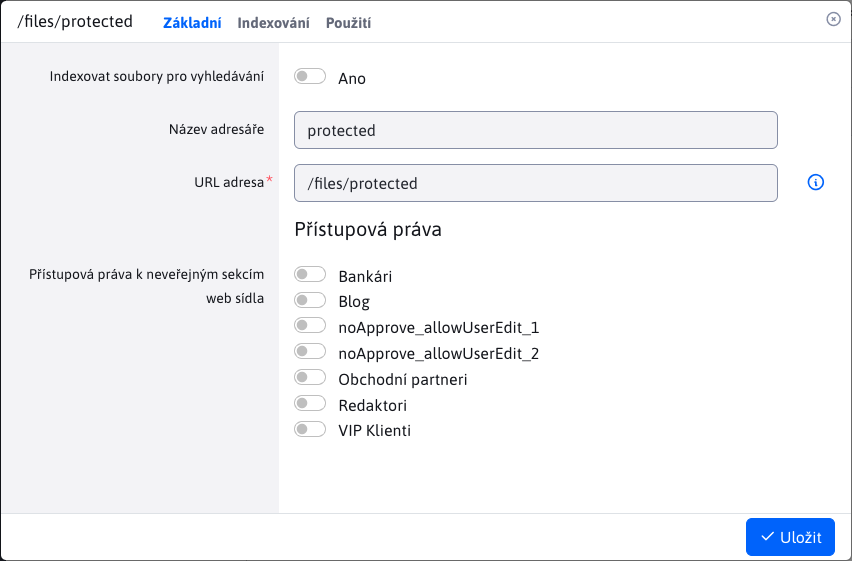 /files/protected
Základní Indexování Použití
Indexovat soubory pro vyhledávání
Ano
Název adresáře
protected
URL adresa*
/files/protected
Přístupová práva
Přístupová práva k neveřejným sekcím
web sídla
Bankári
Blog
noApprove_allowUserEdit_1
noApprove_allowUserEdit_2
Obchodní partneri
Redaktori
VIP Klienti
Uložit